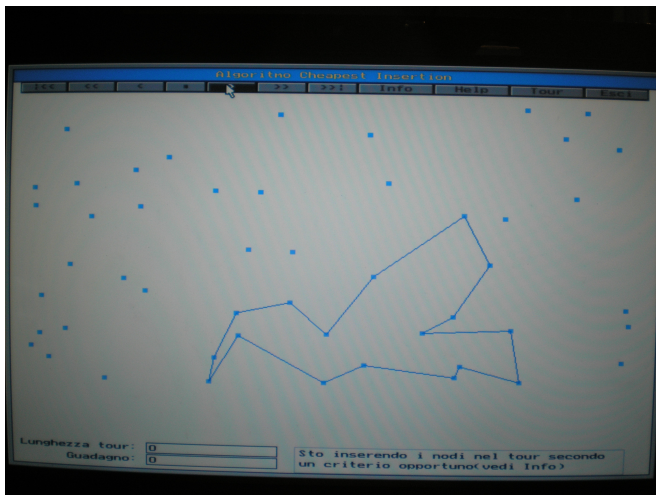 Algoritmo Cheapest Insertion
|<< << < ■ > >> >>| Info Help Tour Esci
Lunghezza tour: 0
Guadagno: 0
Sto inserendo i nodi nel tour secondo
un criterio opportuno(vedi Info)